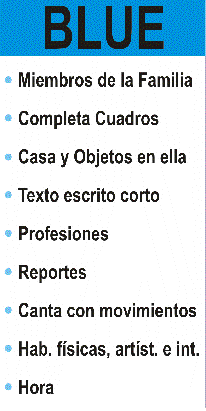 BLUE
Miembros de la Familia
Completa Cuadros
Casa y Objetos en ella
Texto escrito corto
Profesiones
Reportes
Canta con movimientos
Hab. físicas, artíst. e int.
Hora